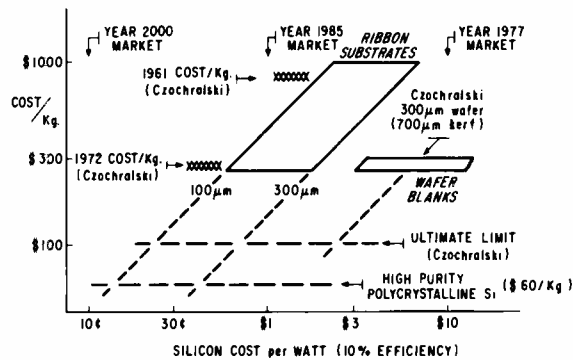 YEAR 2000
MARKET
YEAR 1985
MARKET
RIBBON
SUBSTRATES
YEAR 1977
MARKET
$1000
1961 COST/Kg.
(Czochralski)
COST/
Kg.
Czochralski
300µm wafer
(700µm kerf)
$300
1972 COST/Kg.
(Czochralski)
100µm
300µm
WAFER
BLANKS
$100
ULTIMATE LIMIT
(Czochralski)
HIGH PURITY
POLYCRYSTALLINE Si ($60/Kg)
10¢
30¢
$1
$3
$10
SILICON COST per WATT (10% EFFICIENCY)